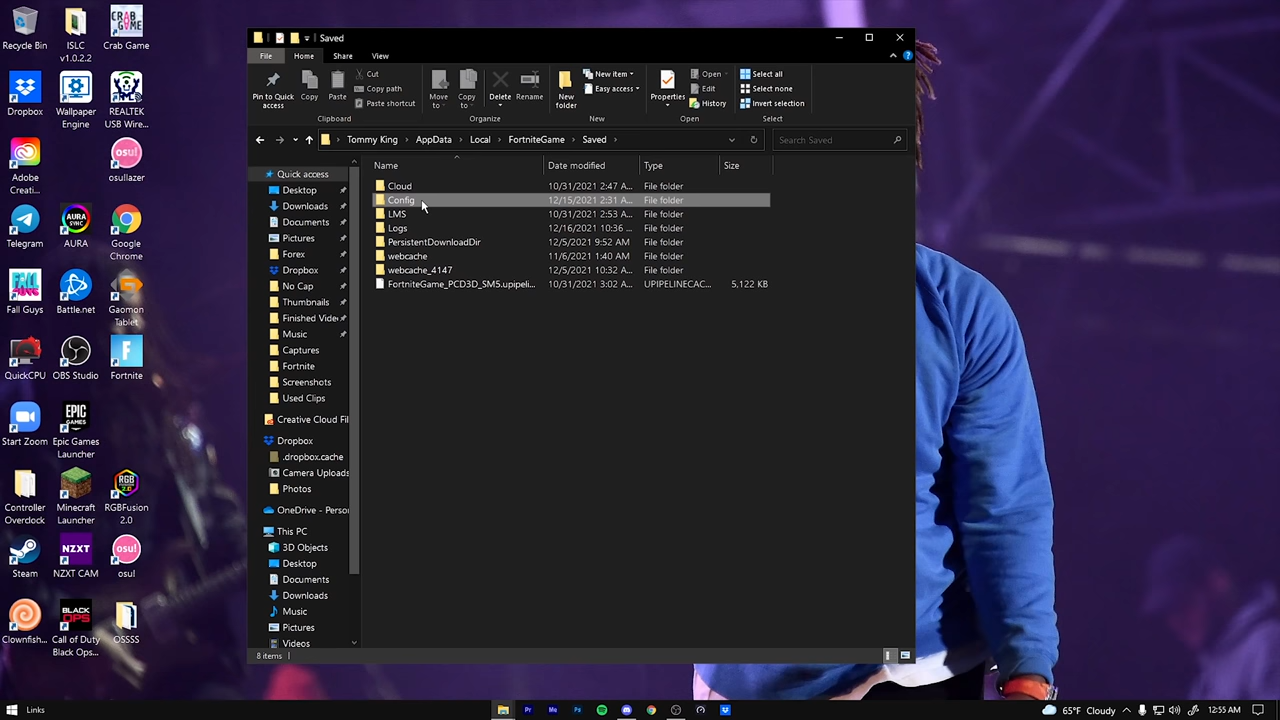 Recycle Bin
ISLC v1.0.2.2
Crab Game
Dropbox
Wallpaper Engine
REALTEK USB Wire...
Adobe Creati...
osu!lazer
Telegram
AURA
Google Chrome
Fall Guys
Battle.net
Gaomon Tablet
QuickCPU
OBS Studio
Fortnite
Start Zoom
Epic Games Launcher
Controller Overdock
Minecraft Launcher
RGBFusion 2.0
Steam
NZXT CAM
osu!
Clownfish...
Call of Duty Black Ops...
OSSSS
Saved
File Home Share View
Pin to Quick access
Copy
Paste
Cut
Copy path
Paste shortcut
Clipboard
Move to
Copy to
Delete
Rename
Organize
New folder
New item
Easy access
New
Properties
Open
Edit
History
Open
Select all
Select none
Invert selection
Select
Tommy King > AppData > Local > FortniteGame > Saved >
Search Saved
Name Date modified Type Size
Cloud 10/31/2021 2:47 A... File folder
Config 12/15/2021 2:31 A... File folder
LMS 10/31/2021 2:53 A... File folder
Logs 12/16/2021 10:36 ... File folder
PersistentDownloadDir 12/5/2021 9:52 AM File folder
webcache 11/6/2021 1:40 AM File folder
webcache_4147 12/5/2021 10:32 A... File folder
FortniteGame_PCD3D_SM5.upipeli... 10/31/2021 3:02 A... UPIPELINECAC... 5,122 KB
Quick access
Desktop
Downloads
Documents
Pictures
Forex
Dropbox
No Cap
Thumbnails
Finished Vide
Music
Captures
Fortnite
Screenshots
Used Clips
Creative Cloud Fil
Dropbox
.dropbox.cache
Camera Uploads
Photos
OneDrive - Perso
This PC
3D Objects
Desktop
Documents
Downloads
Music
Pictures
Videos
8 items
Links
65°F Cloudy
12:55 AM